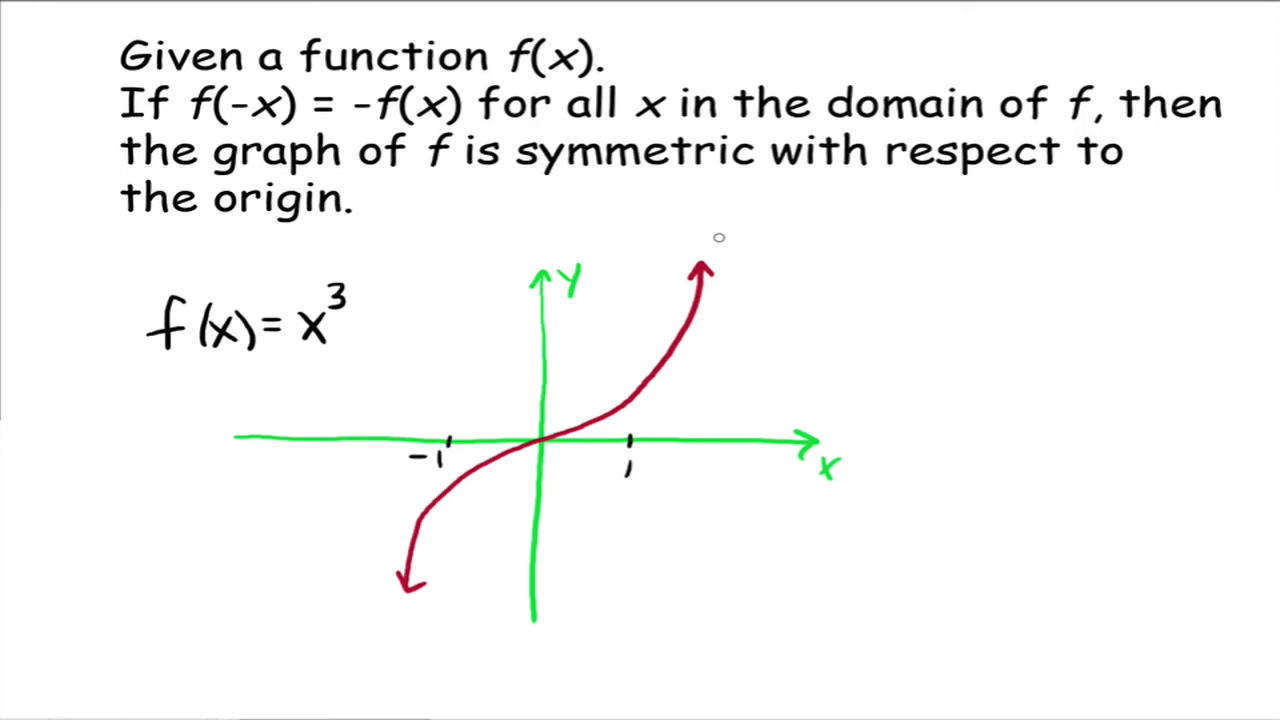 Given a function f(x).
If f(-x) = -f(x) for all x in the domain of f, then
the graph of f is symmetric with respect to
the origin.
f(x) = x³
y
-1
1
x